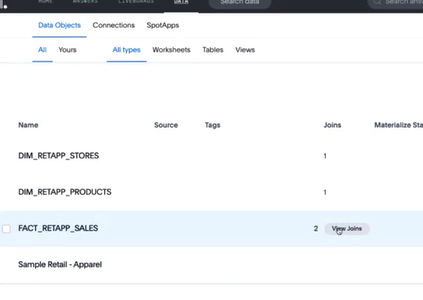 HOME ANSWERS LIVEBOARDS DATA Search data Search
Data Objects Connections SpotApps
All Yours All types Worksheets Tables Views
Name Source Tags Joins Materialize Sta
DIM_RETAPP_STORES 1
DIM_RETAPP_PRODUCTS 1
FACT_RETAPP_SALES 2 View Joins
Sample Retail - Apparel